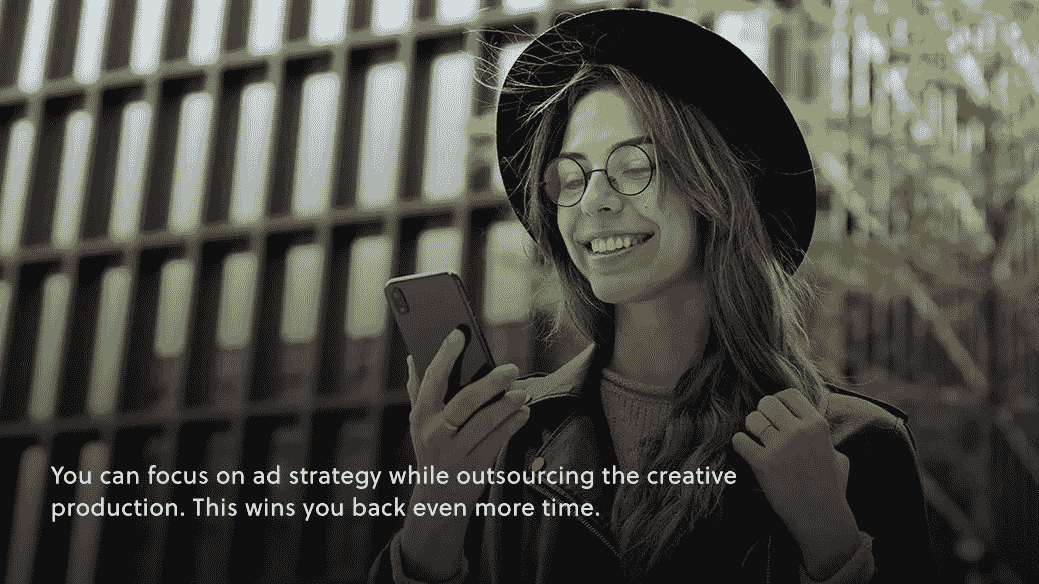 You can focus on ad strategy while outsourcing the creative
production. This wins you back even more time.